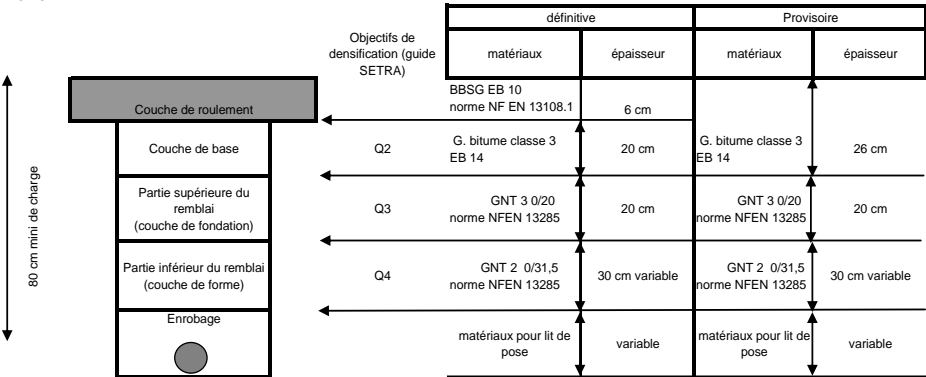 définitive
Provisoire
Objectifs de
densification (guide
SETRA)
matériaux
épaisseur
matériaux
épaisseur
80 cm mini de charge
Couche de roulement
BBSG EB 10
norme NF EN 13108.1
6 cm
Couche de base
Q2
G. bitume classe 3
EB 14
20 cm
G. bitume classe 3
EB 14
26 cm
Partie supérieure du
remblai
(couche de fondation)
Q3
GNT 3 0/20
norme NFEN 13285
20 cm
GNT 3 0/20
norme NFEN 13285
20 cm
Partie inférieur du remblai
(couche de forme)
Q4
GNT 2 0/31,5
norme NFEN 13285
30 cm variable
GNT 2 0/31,5
norme NFEN 13285
30 cm variable
Enrobage
matériaux pour lit de
pose
variable
matériaux pour lit de
pose
variable